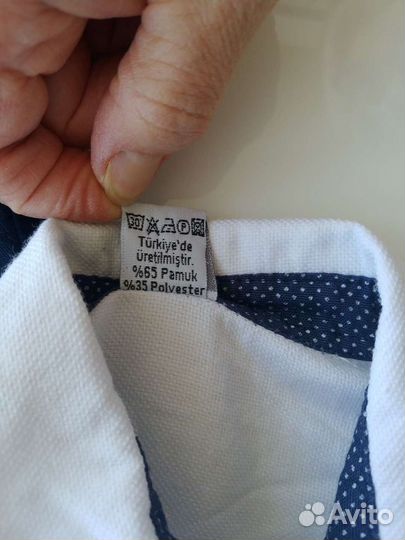 30 P
Türkiye'de
üretilmiştir.
%65 Pamuk
%35 Polyester
Avito